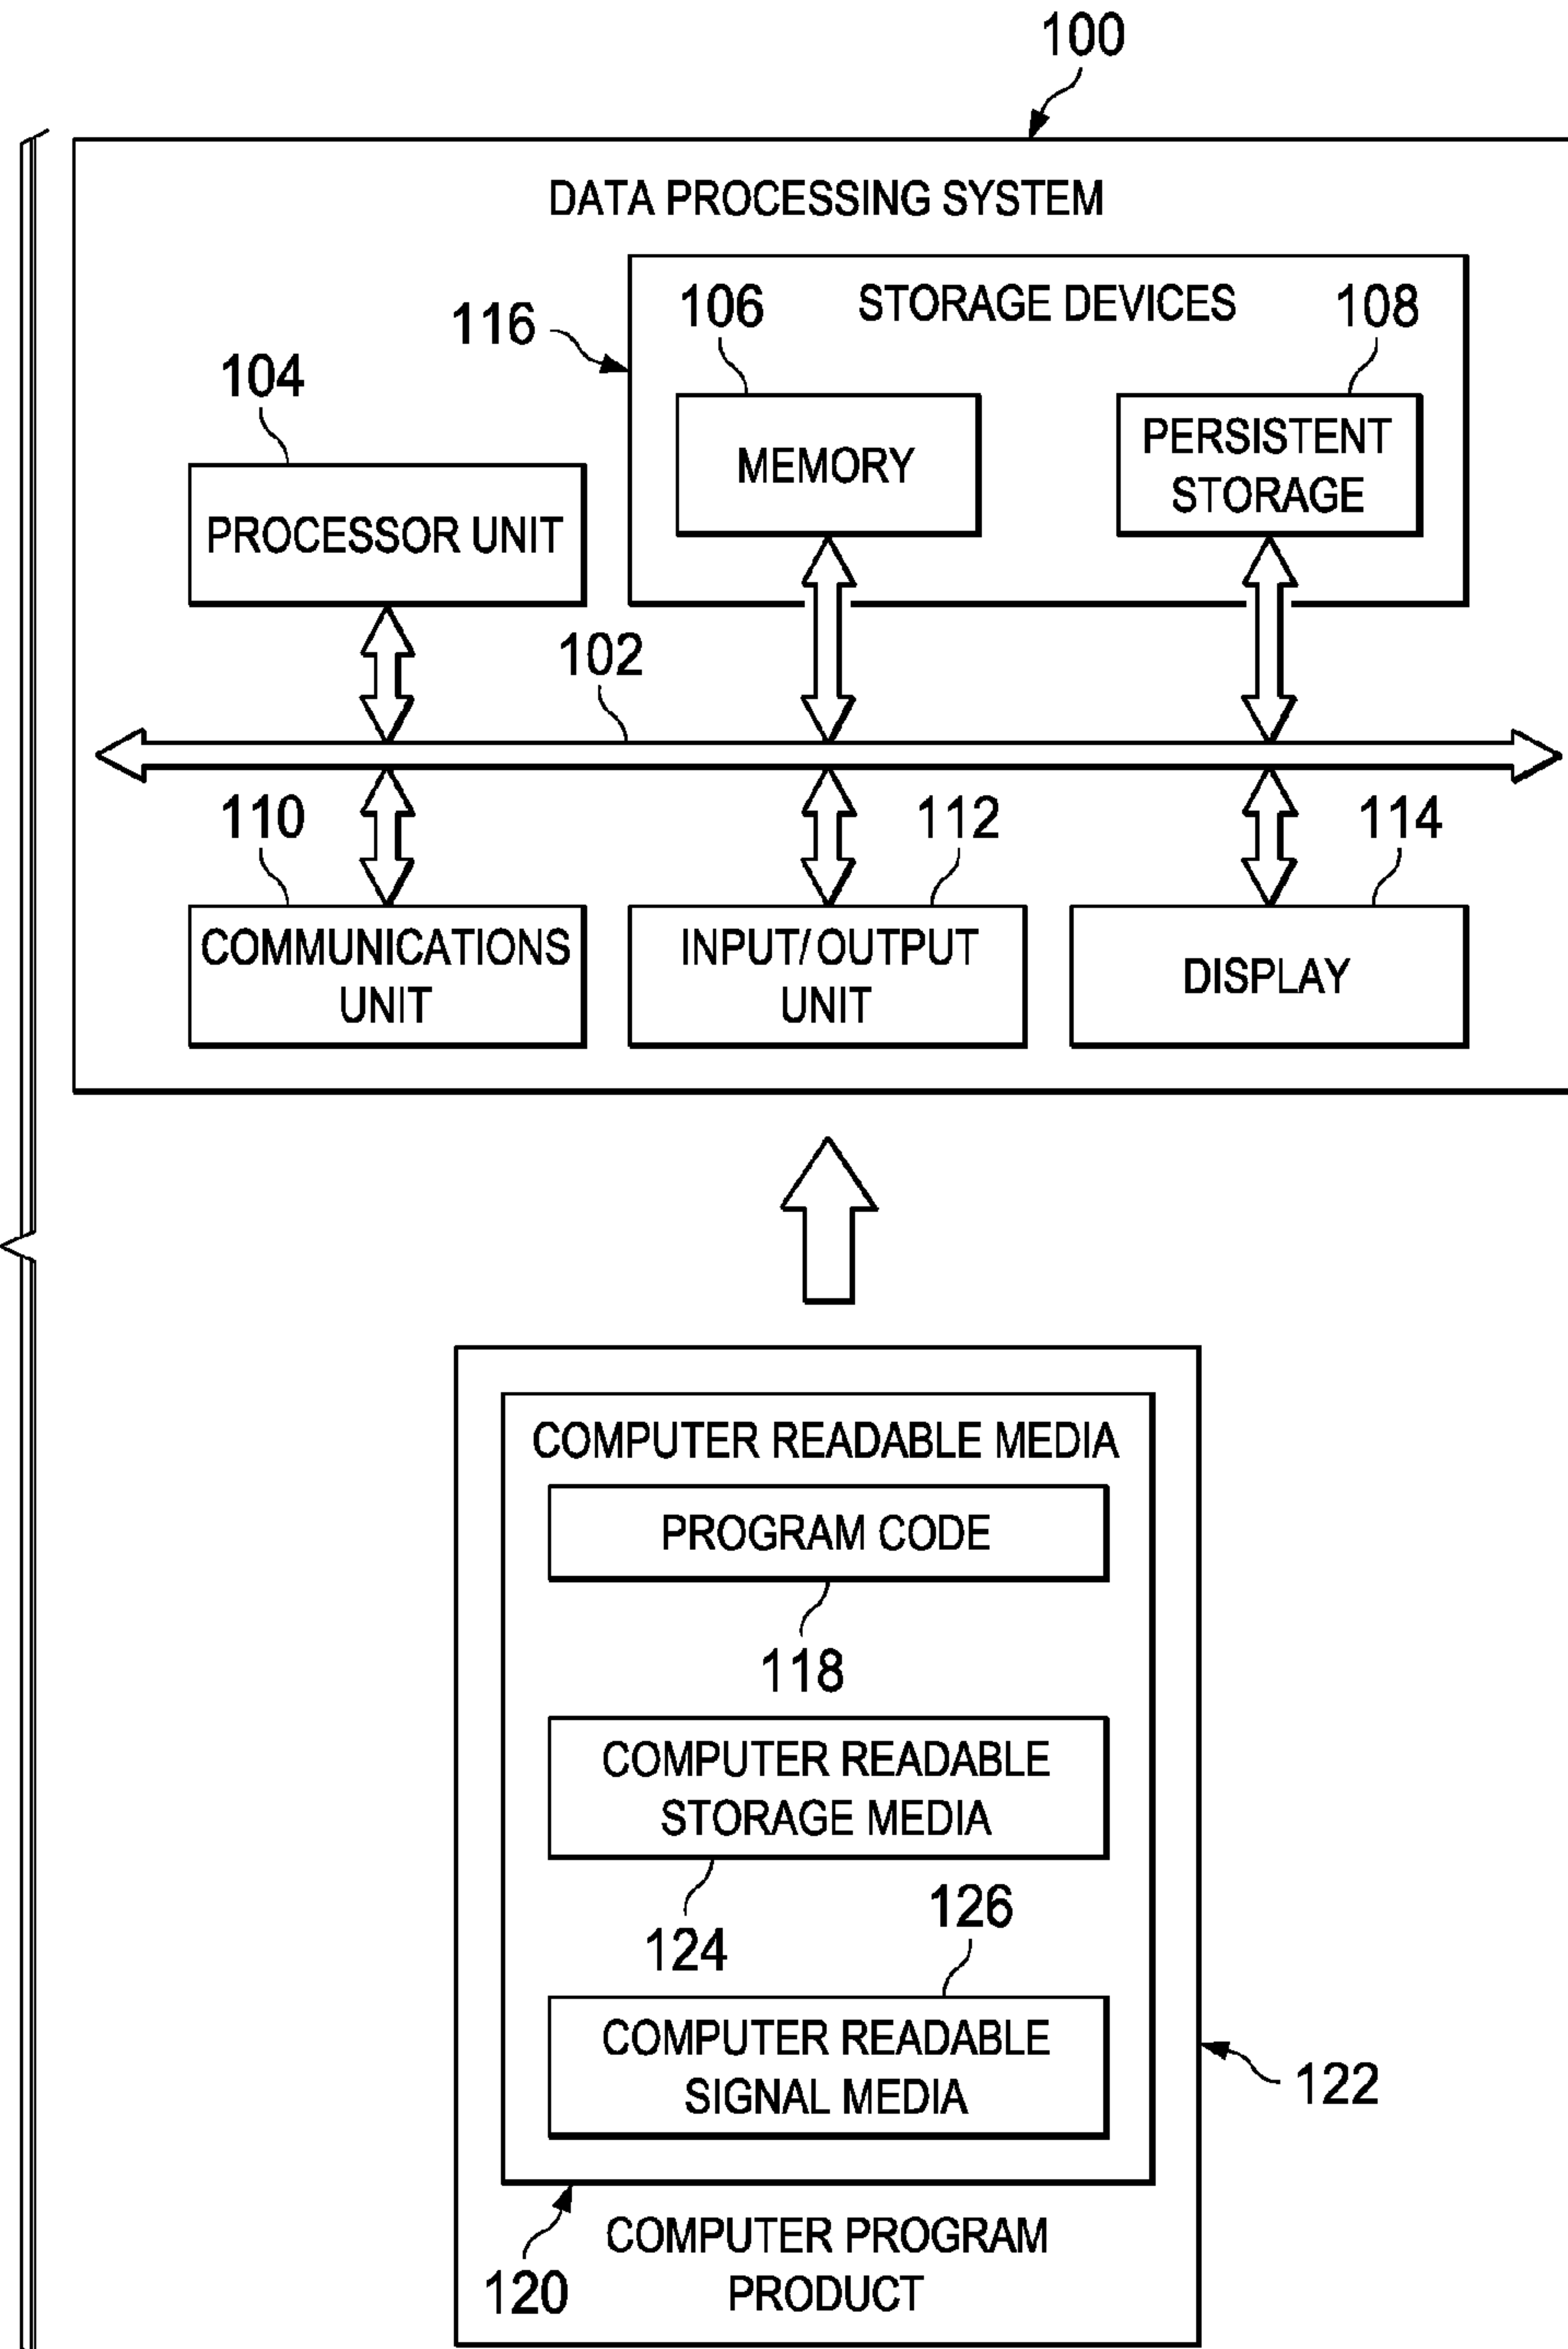 100
DATA PROCESSING SYSTEM
116
106
STORAGE DEVICES
108
104
MEMORY
PERSISTENT
STORAGE
PROCESSOR UNIT
102
110
112
114
COMMUNICATIONS
UNIT
INPUT/OUTPUT
UNIT
DISPLAY
COMPUTER READABLE MEDIA
PROGRAM CODE
118
COMPUTER READABLE
STORAGE MEDIA
124
126
COMPUTER READABLE
SIGNAL MEDIA
122
120
COMPUTER PROGRAM
PRODUCT